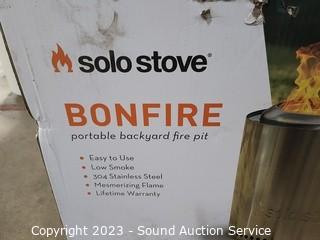 solo stove®
BONFIRE
portable backyard fire pit
• Easy to Use
• Low Smoke
• 304 Stainless Steel
• Mesmerizing Flame
• Lifetime Warranty
Copyright 2023 - Sound Auction Service